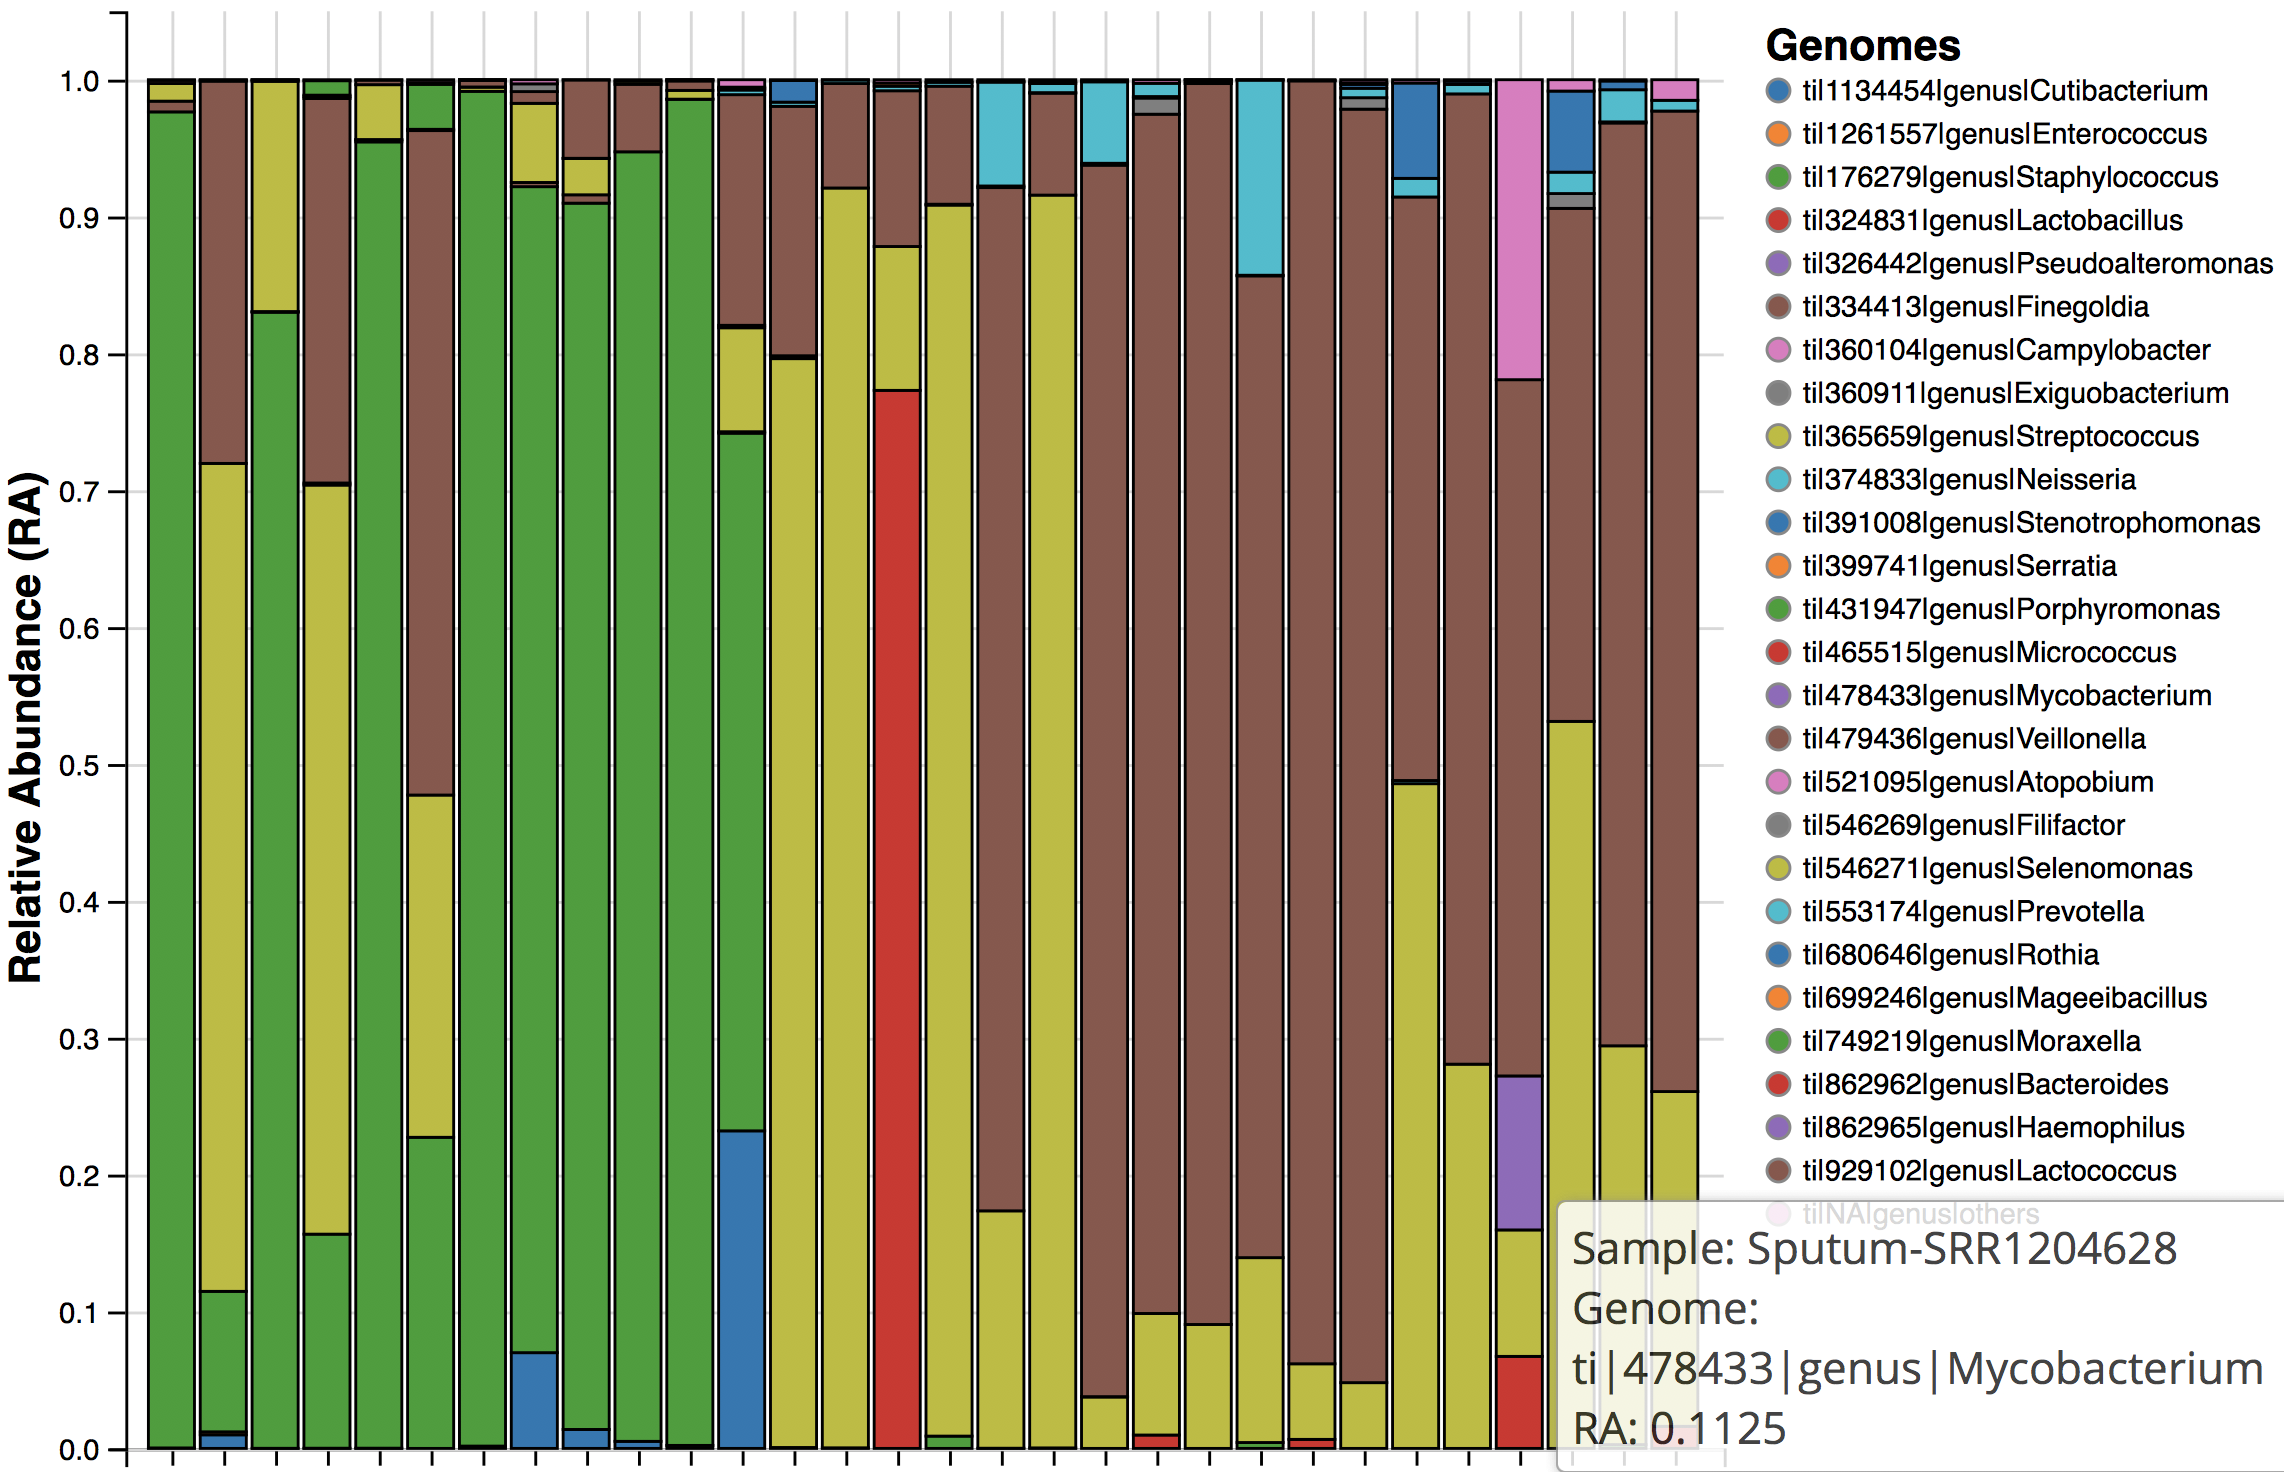 Relative Abundance (RA)
1.0
0.9
0.8
0.7
0.6
0.5
0.4
0.3
0.2
0.1
0.0
Genomes
ti|1134454|genus|Cutibacterium
ti|1261557|genus|Enterococcus
ti|176279|genus|Staphylococcus
ti|324831|genus|Lactobacillus
ti|326442|genus|Pseudoalteromonas
ti|334413|genus|Finegoldia
ti|360104|genus|Campylobacter
ti|360911|genus|Exiguobacterium
ti|365659|genus|Streptococcus
ti|374833|genus|Neisseria
ti|391008|genus|Stenotrophomonas
ti|399741|genus|Serratia
ti|431947|genus|Porphyromonas
ti|465515|genus|Micrococcus
ti|478433|genus|Mycobacterium
ti|479436|genus|Veillonella
ti|521095|genus|Atopobium
ti|546269|genus|Filifactor
ti|546271|genus|Selenomonas
ti|553174|genus|Prevotella
ti|680646|genus|Rothia
ti|699246|genus|Mageeibacillus
ti|749219|genus|Moraxella
ti|862962|genus|Bacteroides
ti|862965|genus|Haemophilus
ti|929102|genus|Lactococcus
ti|NA|genus|others
Sample: Sputum-SRR1204628
Genome:
ti|478433|genus|Mycobacterium
RA: 0.1125